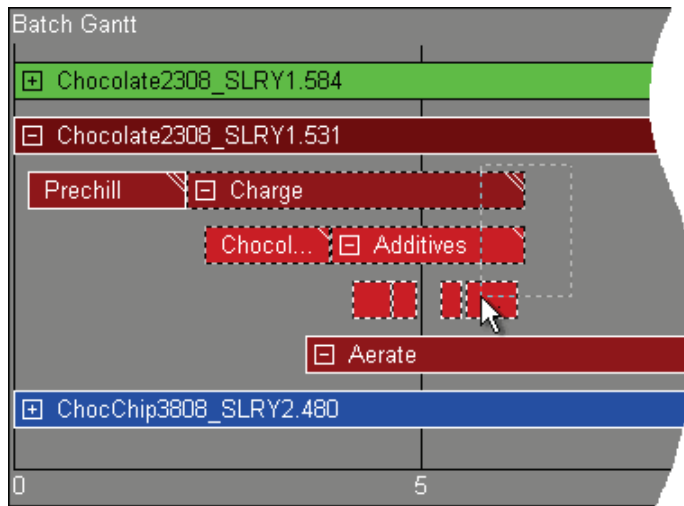 Batch Gantt
Chocolate2308_SLRY1.584
Chocolate2308_SLRY1.531
Prechill Charge
Chocol... Additives
Aerate
ChocChip3808_SLRY2.480
0 5